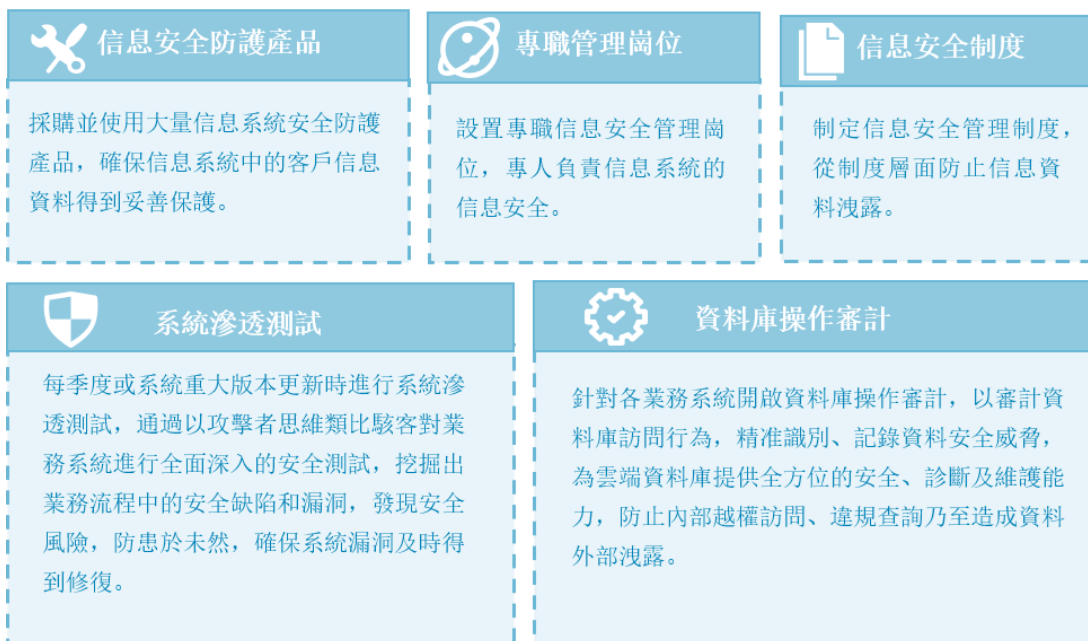 信息安全防護產品
採購並使用大量信息系統安全防護
產品，確保信息系統中的客戶信息
資料得到妥善保護。
專職管理崗位
設置專職信息安全管理崗
位，專人負責信息系統的
信息安全。
信息安全制度
制定信息安全管理制度，
從制度層面防止信息資
料洩露。
系統滲透測試
每季度或系統重大版本更新時進行系統滲
透測試，通過以攻擊者思維類比駭客對業
務系統進行全面深入的安全測試，挖掘出
業務流程中的安全缺陷和漏洞，發現安全
風險，防患於未然，確保系統漏洞及時得
到修復。
資料庫操作審計
針對各業務系統開啟資料庫操作審計，以審計資
料庫訪問行為，精准識別、記錄資料安全威脅，
為雲端資料庫提供全方位的安全、診斷及維護能
力，防止內部越權訪問、違規查詢乃至造成資料
外部洩露。